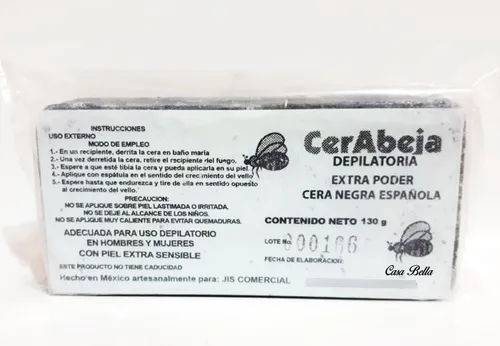 INSTRUCCIONES
USO EXTERNO
MODO DE EMPLEO
1.- En un recipiente, derrita la cera en baño maria
2.- Una vez derretida la cera, retire el recipiente del fuego.
3.- Espere a que esté tibia la cera y pueda aplicarla en su piel.
4.- Aplique con espátula en el sentido del crecimiento del vello
5.- Espere hasta que endurezca y tire de ella en sentido opuesto
al crecimiento del vello.
PRECAUCION:
NO SE APLIQUE SOBRE PIEL LASTIMADA O IRRITADA.
NO SE DEJE AL ALCANCE DE LOS NIÑOS.
NO SE APLIQUE MUY CALIENTE PARA EVITAR QUEMADURAS.
ADECUADA PARA USO DEPILATORIO
EN HOMBRES Y MUJERES
CON PIEL EXTRA SENSIBLE
ESTE PRODUCTO NO TIENE CADUCIDAD
Hecho en México artesanalmente para: JIS COMERCIAL
CerAbeja
DEPILATORIA
EXTRA PODER
CERA NEGRA ESPAÑOLA
CONTENIDO NETO 130 g
LOTE No. 000166
FECHA DE ELABORACION:
Casa Bella